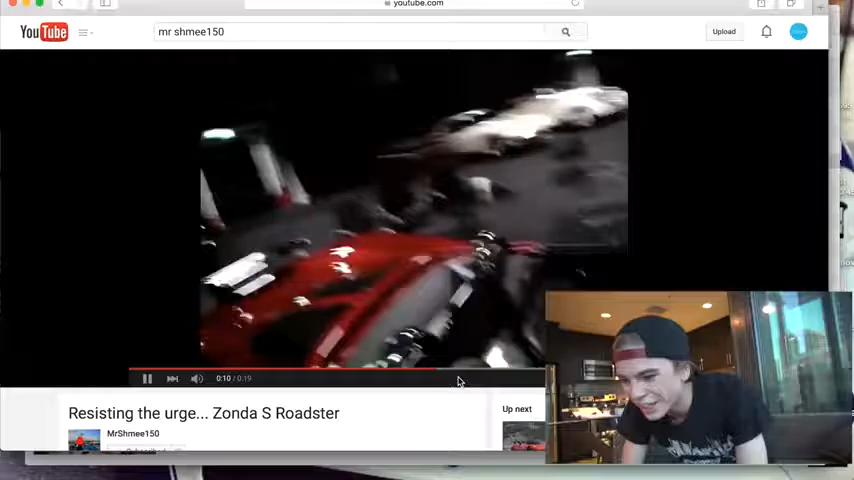 youtube.com
YouTube
mr shmee150
Upload
0:10 / 0:19
Resisting the urge... Zonda S Roadster
Up next
MrShmee150